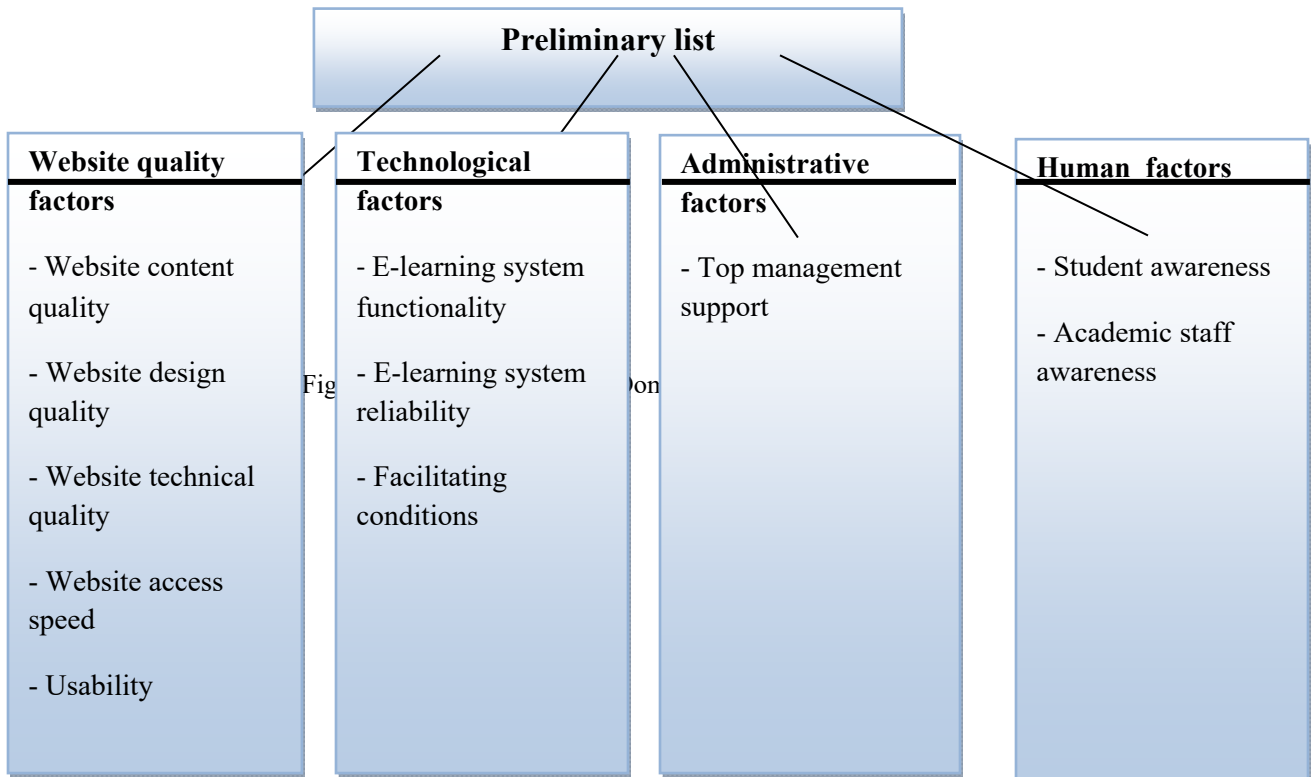 Preliminary list
Website quality
factors
- Website content
quality
- Website design
quality
- Website technical
quality
- Website access
speed
- Usability
Technological
factors
- E-learning system
functionality
- E-learning system
reliability
- Facilitating
conditions
Administrative
factors
- Top management
support
Human factors
- Student awareness
- Academic staff
awareness
Fig